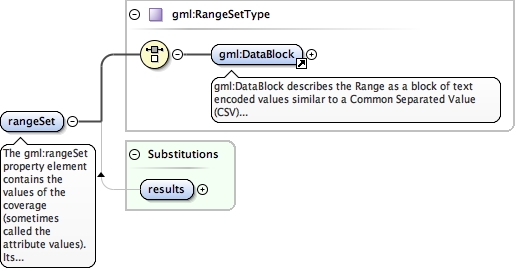 gml:RangeSetType
gml:DataBlock
gml:DataBlock describes the Range as a block of text
encoded values similar to a Common Separated Value
(CSV)...
rangeSet
The gml:rangeSet
property element
contains the
values of the
coverage
(sometimes
called the
attribute values).
Its...
Substitutions
results